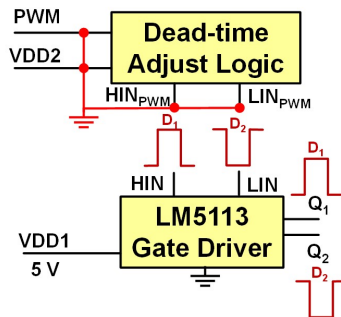 PWM
VDD2
Dead-time
Adjust Logic
HINPWM
LINPWM
D1
D2
HIN
LIN
D1
LM5113
Gate Driver
Q1
Q2
VDD1
5 V
D2